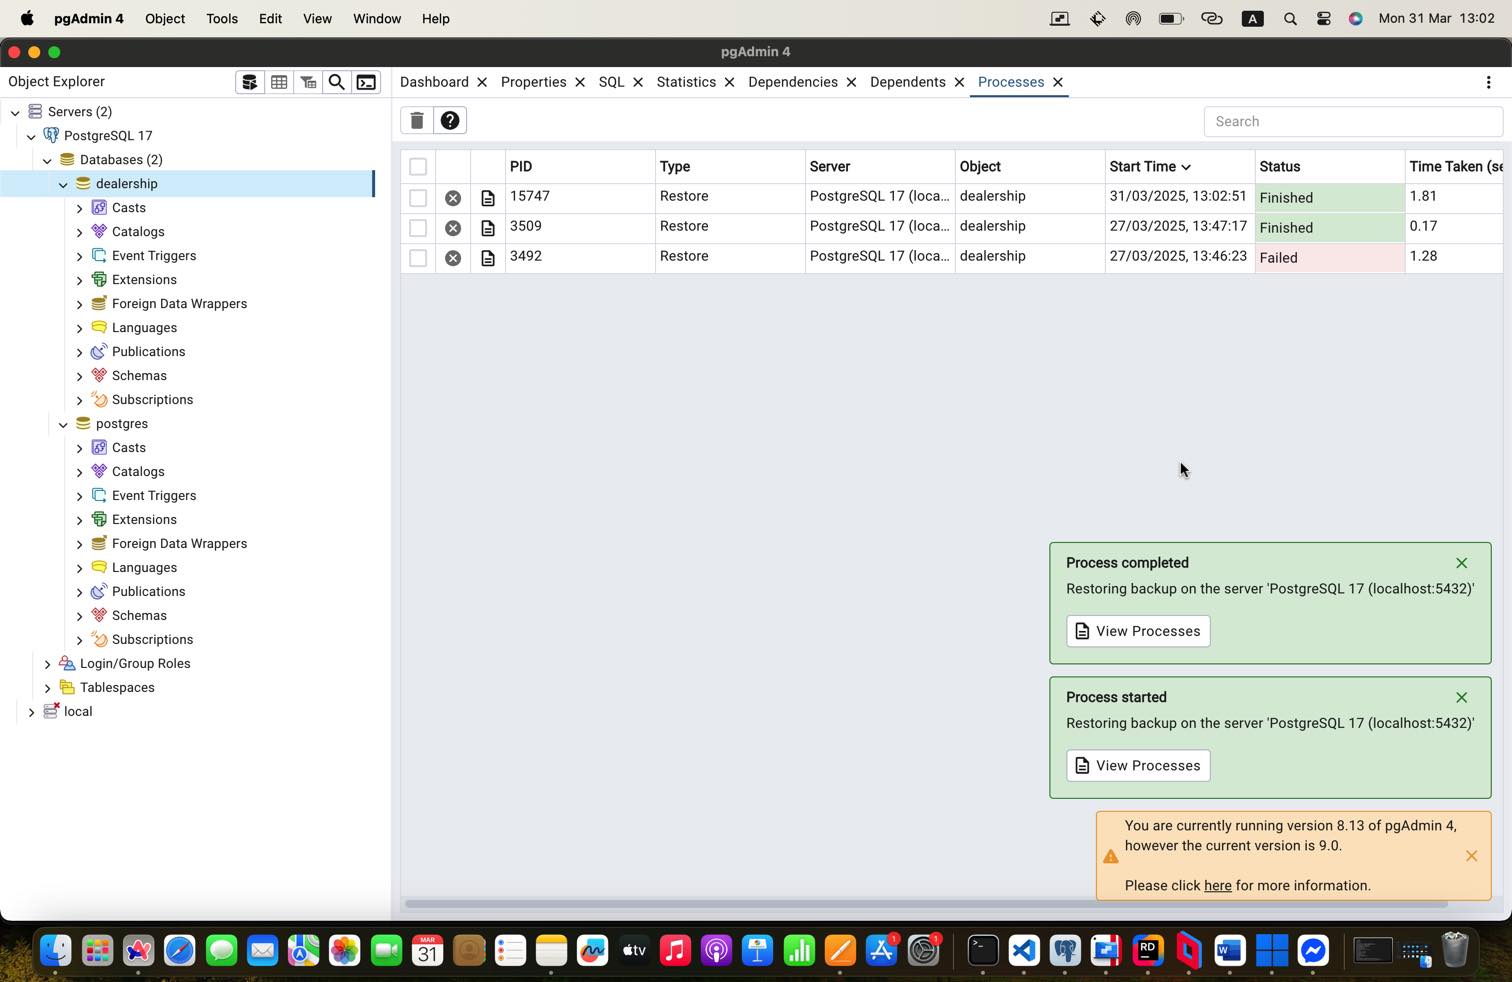 pgAdmin 4 Object Tools Edit View Window Help
A Mon 31 Mar 13:02
pgAdmin 4
Object Explorer
Dashboard Properties SQL Statistics Dependencies Dependents Processes
Search
Servers (2)
PostgreSQL 17
Databases (2)
dealership
Casts
Catalogs
Event Triggers
Extensions
Foreign Data Wrappers
Languages
Publications
Schemas
Subscriptions
postgres
Casts
Catalogs
Event Triggers
Extensions
Foreign Data Wrappers
Languages
Publications
Schemas
Subscriptions
Login/Group Roles
Tablespaces
local
PID Type Server Object Start Time Status Time Taken (se
15747 Restore PostgreSQL 17 (loca... dealership 31/03/2025, 13:02:51 Finished 1.81
3509 Restore PostgreSQL 17 (loca... dealership 27/03/2025, 13:47:17 Finished 0.17
3492 Restore PostgreSQL 17 (loca... dealership 27/03/2025, 13:46:23 Failed 1.28
Process completed
Restoring backup on the server 'PostgreSQL 17 (localhost:5432)'
View Processes
Process started
Restoring backup on the server 'PostgreSQL 17 (localhost:5432)'
View Processes
You are currently running version 8.13 of pgAdmin 4,
however the current version is 9.0.
Please click here for more information.
MAR
31
tv
1
1
RD
W